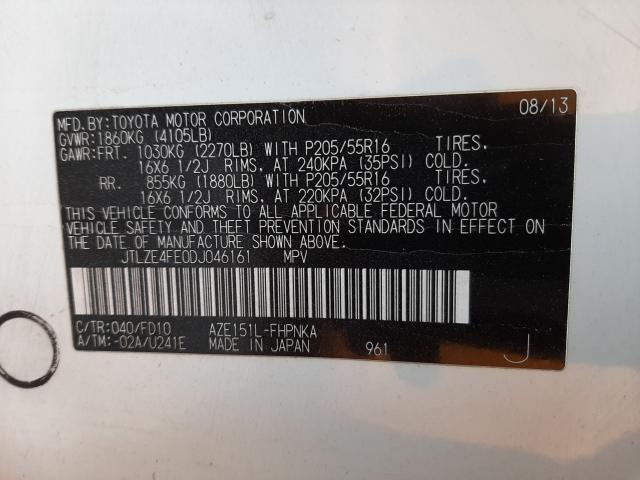 MFD.BY:TOYOTA MOTOR CORPORATION 08/13
GVWR:1860KG (4105LB)
GAWR:FRT. 1030KG (2270LB) WITH P205/55R16 TIRES,
16X6 1/2J RIMS, AT 240KPA (35PSI) COLD.
RR. 855KG (1880LB) WITH P205/55R16 TIRES,
16X6 1/2J RIMS, AT 220KPA (32PSI) COLD.
THIS VEHICLE CONFORMS TO ALL APPLICABLE FEDERAL MOTOR
VEHICLE SAFETY AND THEFT PREVENTION STANDARDS IN EFFECT ON
THE DATE OF MANUFACTURE SHOWN ABOVE.
JTLZE4FE0DJ046161 MPV
C/TR:040/FD10 AZE151L-FHPNKA
A/TM:-02A/U241E MADE IN JAPAN 961 J